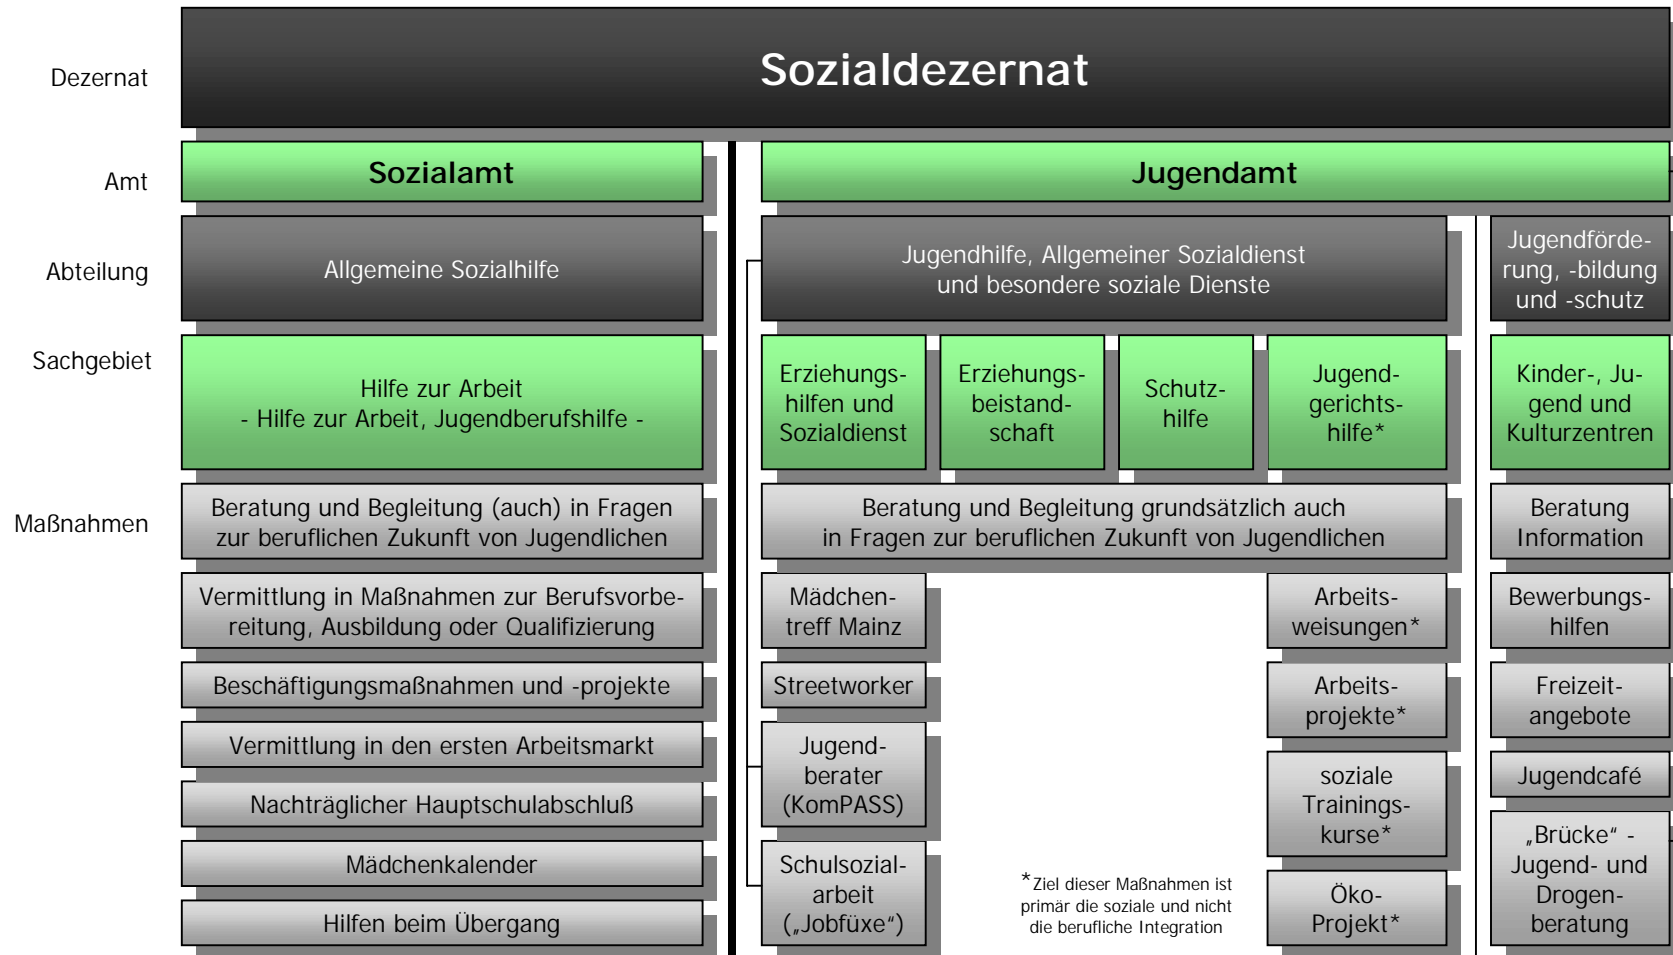 Dezernat
Sozialdezernat
Amt
Sozialamt
Jugendamt
Abteilung
Allgemeine Sozialhilfe
Jugendhilfe, Allgemeiner Sozialdienst
und besondere soziale Dienste
Jugendförde-
rung, -bildung
und -schutz
Sachgebiet
Hilfe zur Arbeit
- Hilfe zur Arbeit, Jugendberufshilfe -
Erziehungs-
hilfen und
Sozialdienst
Erziehungs-
beistand-
schaft
Schutz-
hilfe
Jugend-
gerichts-
hilfe*
Kinder-, Ju-
gend und
Kulturzentren
Maßnahmen
Beratung und Begleitung (auch) in Fragen
zur beruflichen Zukunft von Jugendlichen
Vermittlung in Maßnahmen zur Berufsvorbe-
reitung, Ausbildung oder Qualifizierung
Beschäftigungsmaßnahmen und -projekte
Vermittlung in den ersten Arbeitsmarkt
Nachträglicher Hauptschulabschluß
Mädchenkalender
Hilfen beim Übergang
Beratung und Begleitung grundsätzlich auch
in Fragen zur beruflichen Zukunft von Jugendlichen
Mädchen-
treff Mainz
Streetworker
Jugend-
berater
(KomPASS)
Schulsozial-
arbeit
(„Jobfüxe“)
*Ziel dieser Maßnahmen ist
primär die soziale und nicht
die berufliche Integration
Arbeits-
weisungen*
Arbeits-
projekte*
soziale
Trainings-
kurse*
Öko-
Projekt*
Beratung
Information
Bewerbungs-
hilfen
Freizeit-
angebote
Jugendcafé
„Brücke“ -
Jugend- und
Drogen-
beratung